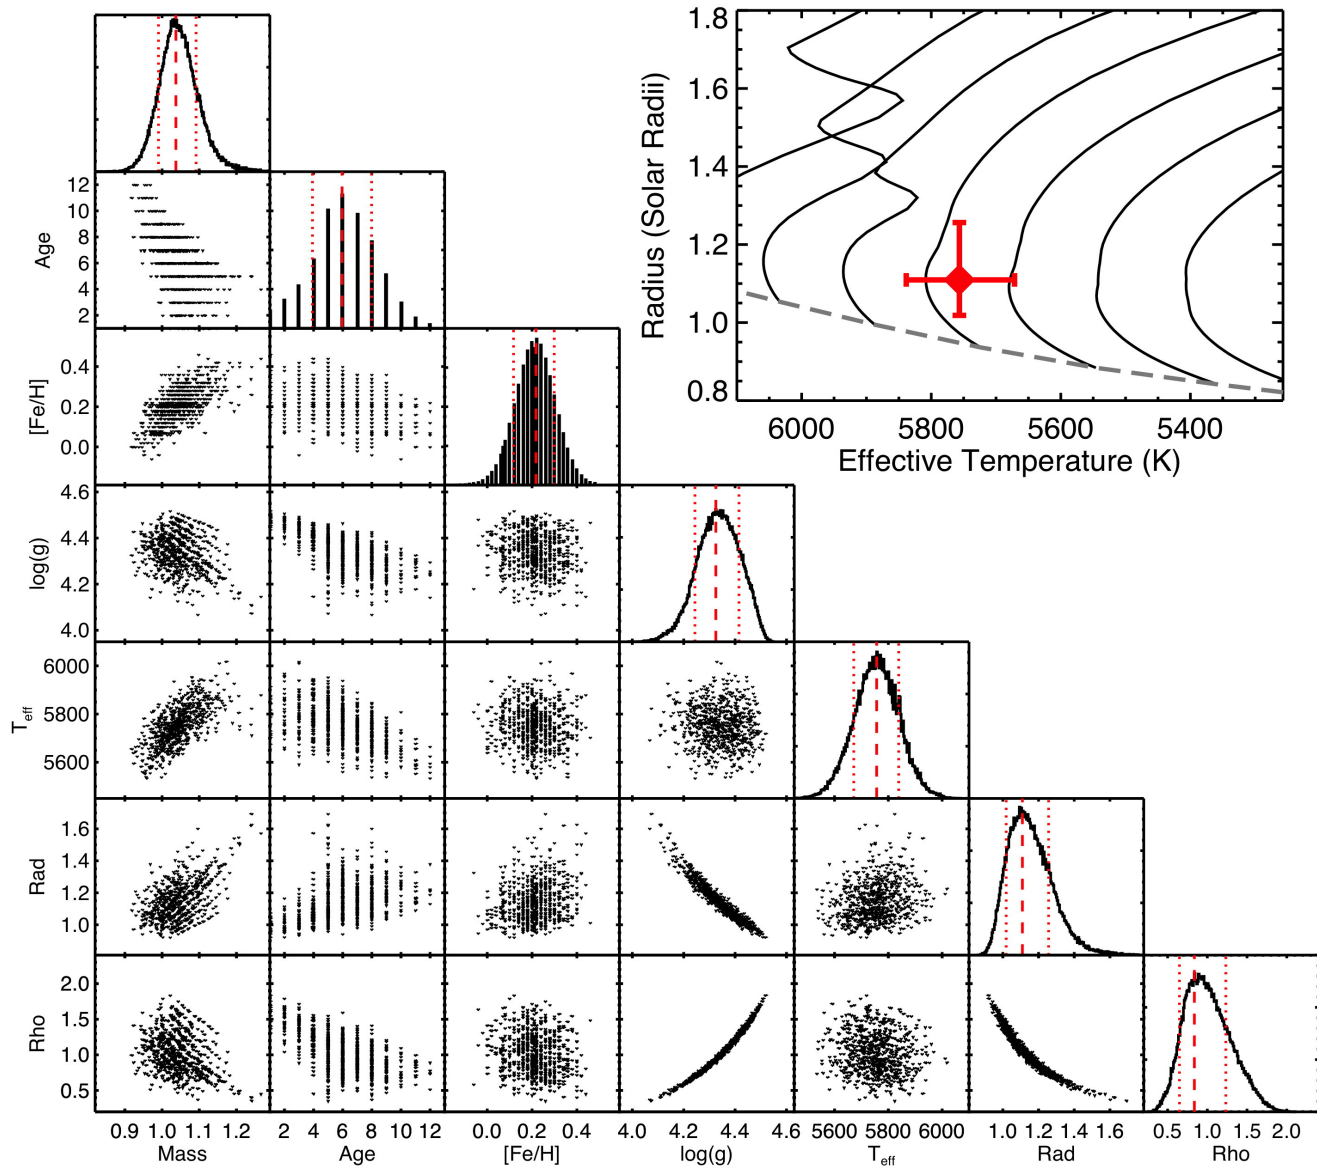 1.8
1.6
1.4
1.2
1.0
0.8
Radius (Solar Radii)
6000 5800 5600 5400
Effective Temperature (K)
12
10
8
6
4
2
Age
0.4
0.2
0.0
[Fe/H]
4.6
4.4
4.2
4.0
log(g)
6000
5800
5600
Teff
1.6
1.4
1.2
1.0
Rad
2.0
1.5
1.0
0.5
Rho
0.9 1.0 1.1 1.2 2 4 6 8 10 12 0.0 0.2 0.4 4.0 4.2 4.4 4.6 5600 5800 6000 1.0 1.2 1.4 1.6 0.5 1.0 1.5 2.0
Mass Age [Fe/H] log(g) Teff Rad Rho